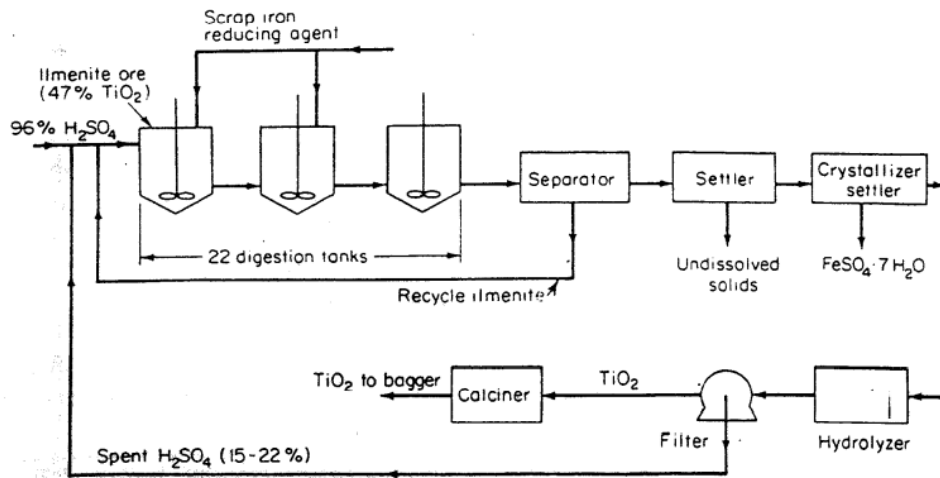 Scrap iron
reducing agent
Ilmenite ore
(47% TiO₂)
96% H₂SO₄
Separator
Settler
Crystallizer
settler
22 digestion tanks
Undissolved
solids
FeSO₄·7H₂O
Recycle ilmenite
TiO₂ to bagger
Calciner
TiO₂
Filter
Hydrolyzer
Spent H₂SO₄ (15-22%)